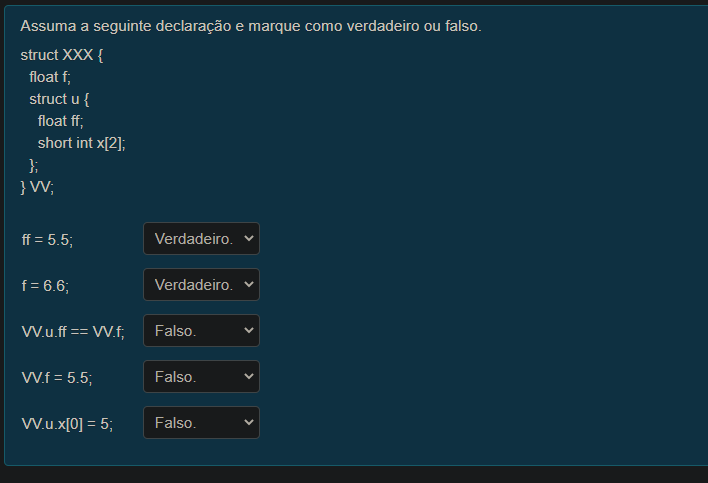 Assuma a seguinte declaração e marque como verdadeiro ou falso.
struct XXX {
float f;
struct u {
float ff;
short int x[2];
};
} VV;
ff = 5.5; Verdadeiro.
f = 6.6; Verdadeiro.
VV.u.ff == VV.f; Falso.
VV.f = 5.5; Falso.
VV.u.x[0] = 5; Falso.